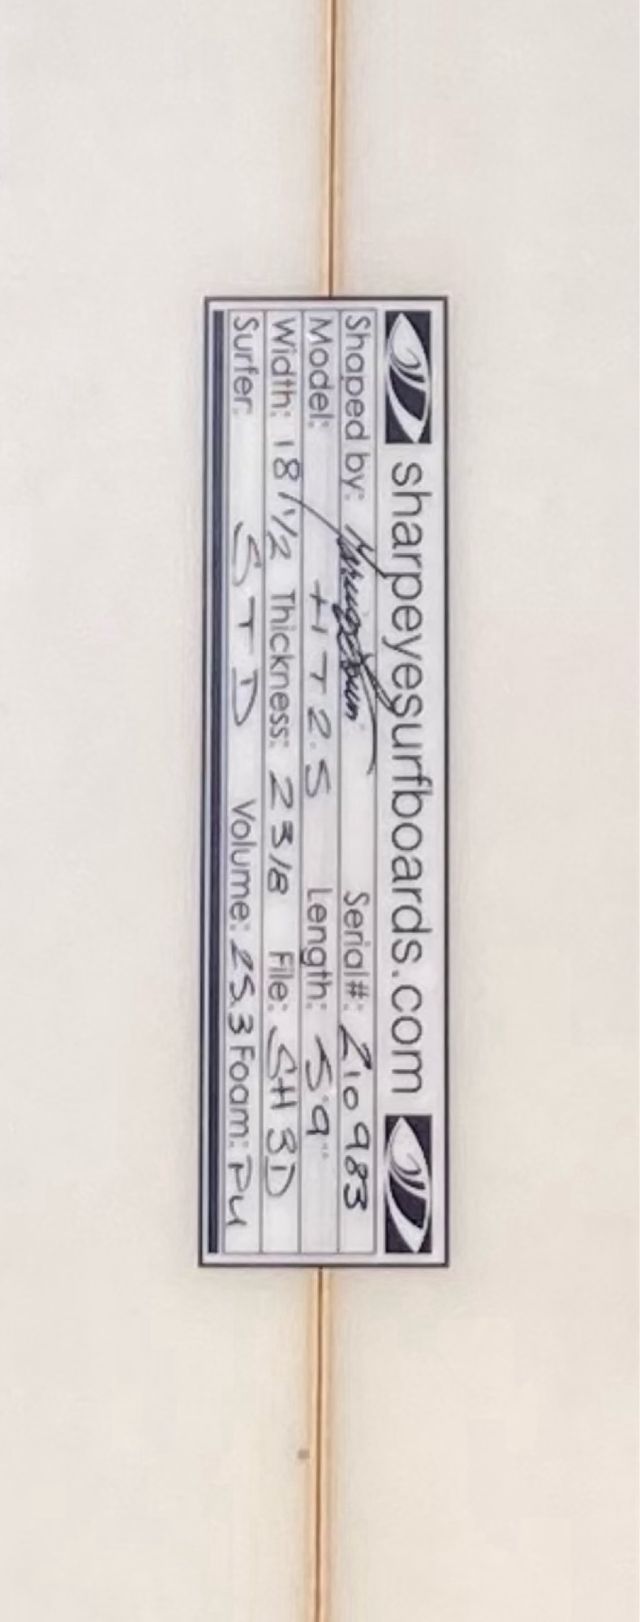 sharpeyesurfboards.com
Shaped by: Serial#: 210983
Model: HT2.5 Length: 5'9"
Width: 18 1/2 Thickness: 2 3/8 File: SH3D
Surfer: STD Volume: 25.3 Foam: PU